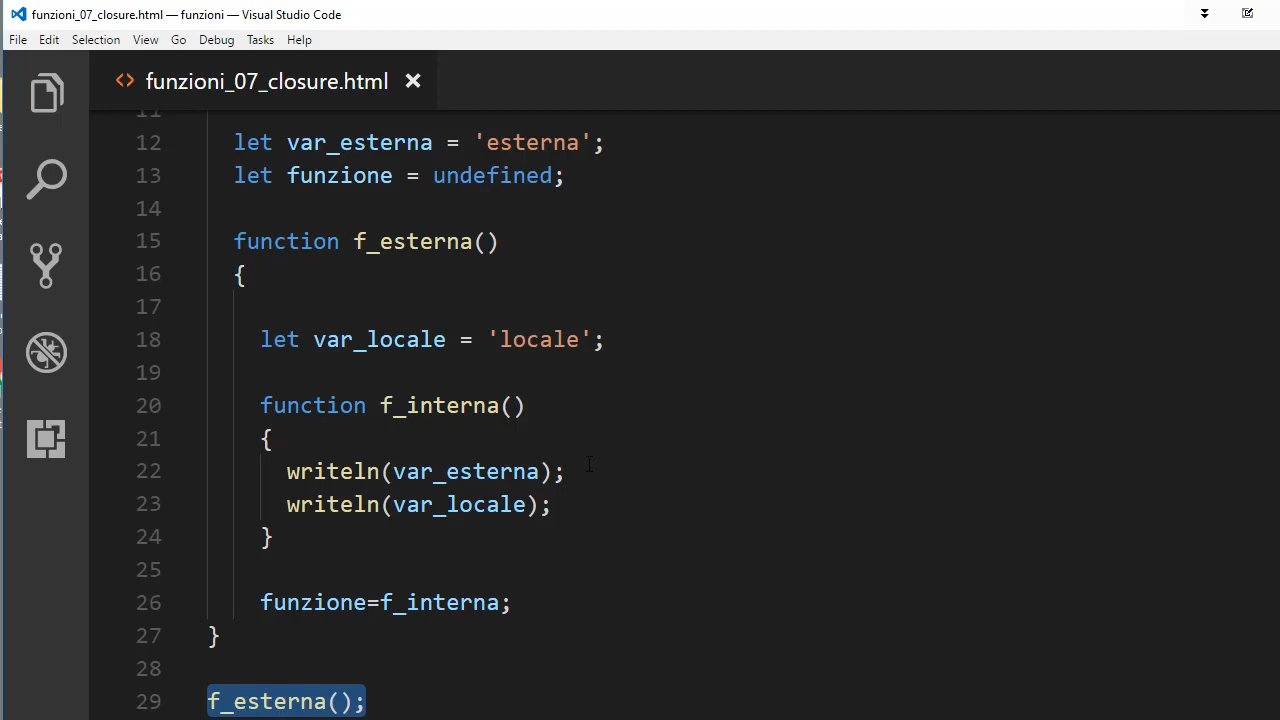 funzioni_07_closure.html — funzioni — Visual Studio Code
File Edit Selection View Go Debug Tasks Help
funzioni_07_closure.html
11
12 let var_esterna = 'esterna';
13 let funzione = undefined;
14
15 function f_esterna()
16 {
17
18 let var_locale = 'locale';
19
20 function f_interna()
21 {
22 writeln(var_esterna);
23 writeln(var_locale);
24 }
25
26 funzione=f_interna;
27 }
28
29 f_esterna();